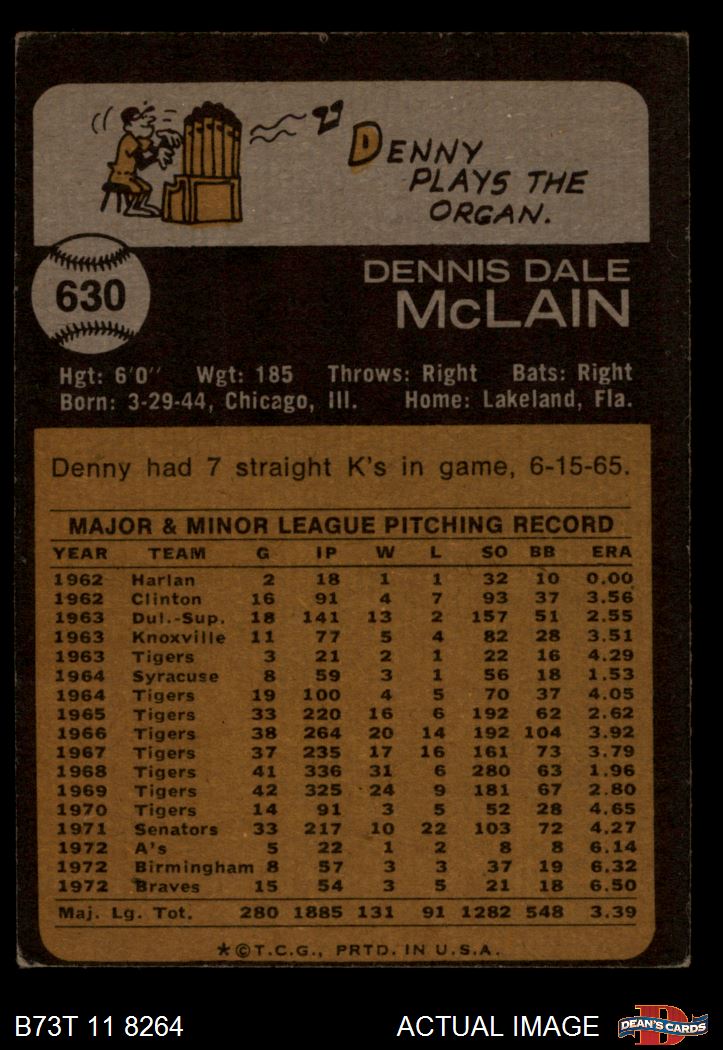 DENNY
PLAYS THE
ORGAN.
630
DENNIS DALE
McLAIN
Hgt: 6'0" Wgt: 185 Throws: Right Bats: Right
Born: 3-29-44, Chicago, Ill. Home: Lakeland, Fla.
Denny had 7 straight K's in game, 6-15-65.
MAJOR & MINOR LEAGUE PITCHING RECORD
YEAR TEAM G IP W L SO BB ERA
1962 Harlan 2 18 1 1 32 10 0.00
1962 Clinton 16 91 4 7 93 37 3.56
1963 Dul.-Sup. 18 141 13 2 157 51 2.55
1963 Knoxville 11 77 5 4 82 28 3.51
1963 Tigers 3 21 2 1 22 16 4.29
1964 Syracuse 8 59 3 1 56 18 1.53
1964 Tigers 19 100 4 5 70 37 4.05
1965 Tigers 33 220 16 6 192 62 2.62
1966 Tigers 38 264 20 14 192 104 3.92
1967 Tigers 37 235 17 16 161 73 3.79
1968 Tigers 41 336 31 6 280 63 1.96
1969 Tigers 42 325 24 9 181 67 2.80
1970 Tigers 14 91 3 5 52 28 4.65
1971 Senators 33 217 10 22 103 72 4.27
1972 A's 5 22 1 2 8 8 6.14
1972 Birmingham 8 57 3 3 37 19 6.32
1972 Braves 15 54 3 5 21 18 6.50
Maj. Lg. Tot. 280 1885 131 91 1282 548 3.39
★©T.C.G., PRTD. IN U.S.A.
B73T 11 8264 ACTUAL IMAGE DEAN'S CARDS